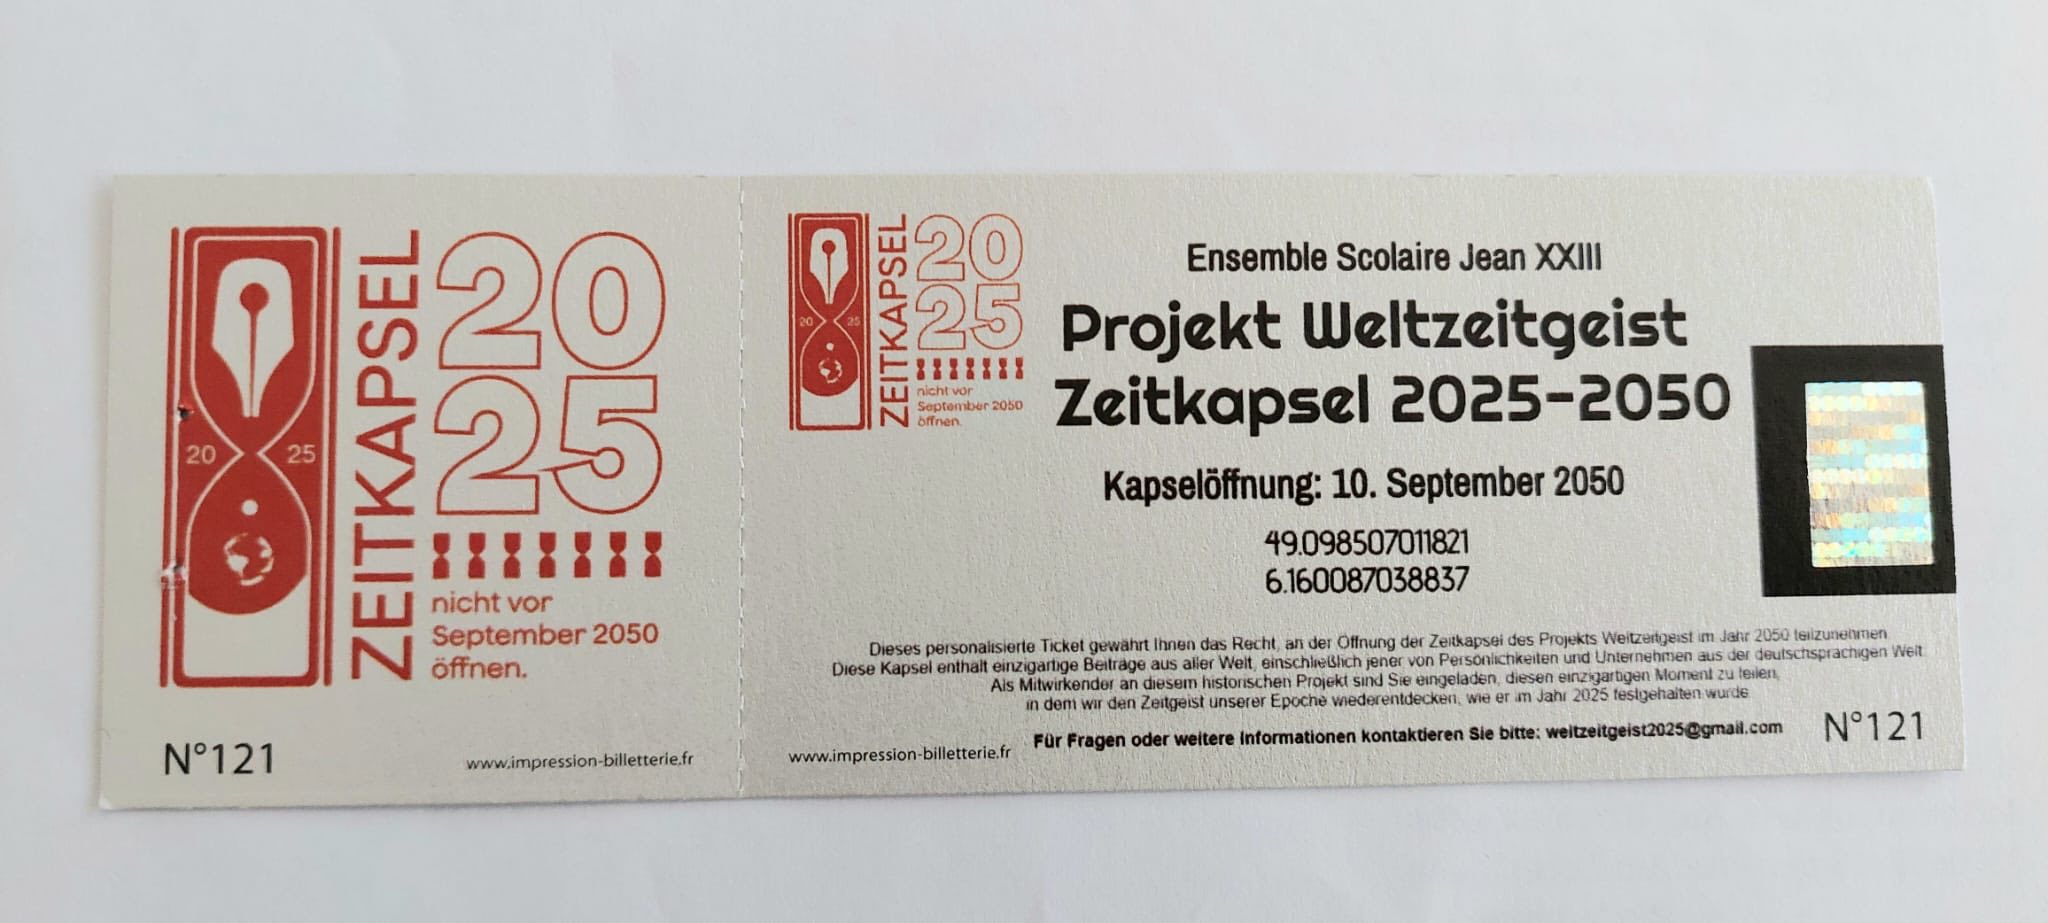 ZEITKAPSEL
20
25
20 25
nicht vor
September 2050
öffnen.
N°121
www.impression-billetterie.fr
ZEITKAPSEL
20
25
20 25
nicht vor
September 2050
öffnen.
Ensemble Scolaire Jean XXIII
Projekt Weltzeitgeist
Zeitkapsel 2025-2050
Kapselöffnung: 10. September 2050
49.098507011821
6.160087038837
Dieses personalisierte Ticket gewährt Ihnen das Recht, an der Öffnung der Zeitkapsel des Projekts Weltzeitgeist im Jahr 2050 teilzunehmen.
Diese Kapsel enthält einzigartige Beiträge aus aller Welt, einschließlich jener von Persönlichkeiten und Unternehmen aus der deutschsprachigen Welt.
Als Mitwirkender an diesem historischen Projekt sind Sie eingeladen, diesen einzigartigen Moment zu teilen,
in dem wir den Zeitgeist unserer Epoche wiederentdecken, wie er im Jahr 2025 festgehalten wurde.
Für Fragen oder weitere Informationen kontaktieren Sie bitte: weltzeitgeist2025@gmail.com
www.impression-billetterie.fr
N°121